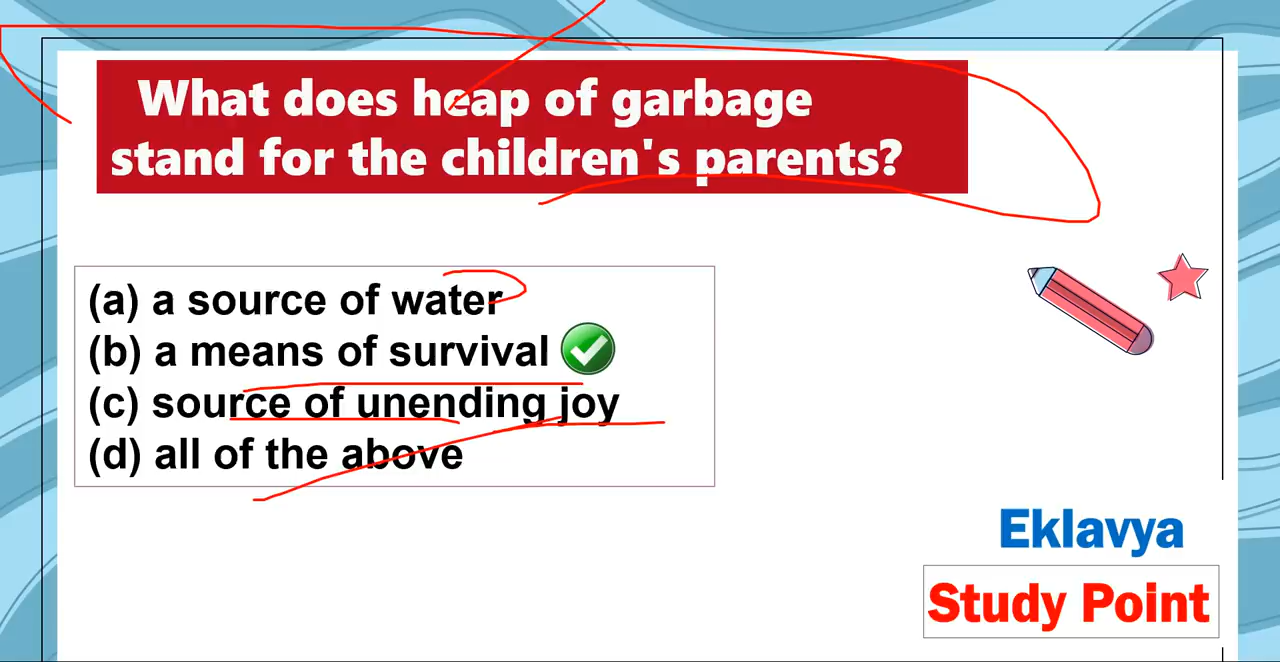 What does heap of garbage
stand for the children's parents?
(a) a source of water
(b) a means of survival
(c) source of unending joy
(d) all of the above
Eklavya
Study Point